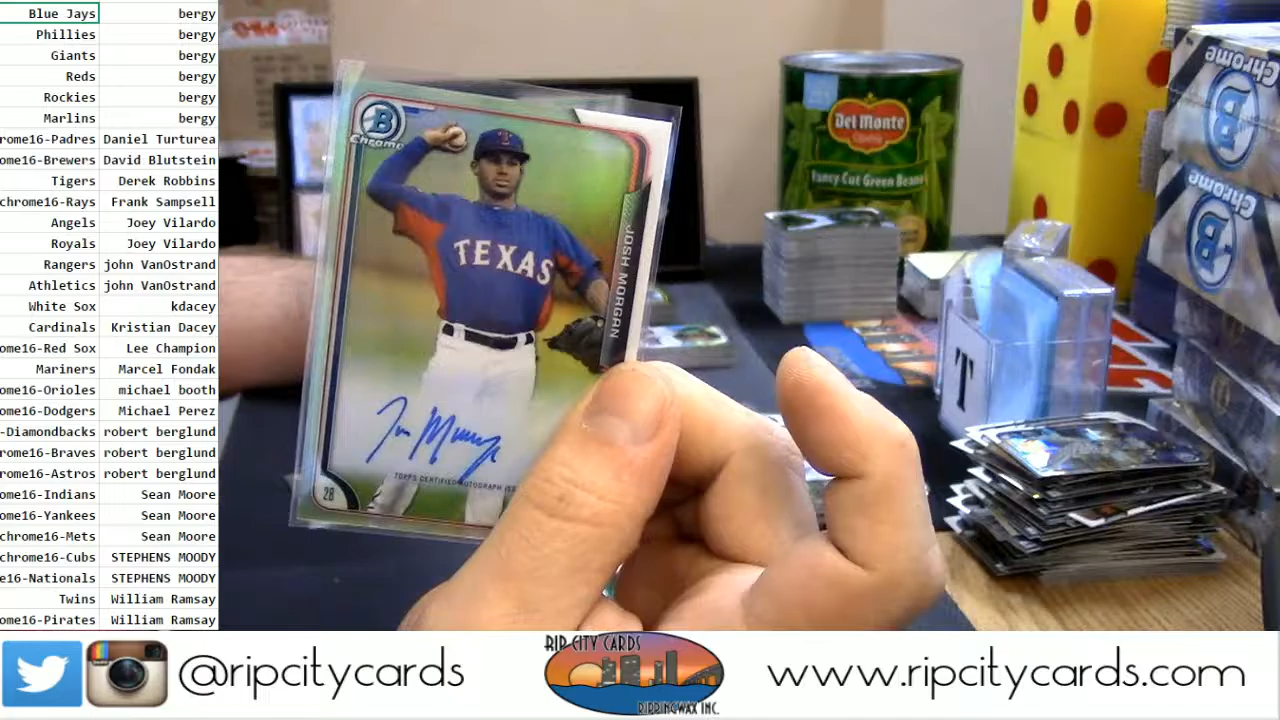 Blue Jays bergy
Phillies bergy
Giants bergy
Reds bergy
Rockies bergy
Marlins bergy
rome16-Padres Daniel Turturea
ome16-Brewers David Blutstein
Tigers Derek Robbins
chrome16-Rays Frank Sampsell
Angels Joey Vilardo
Royals Joey Vilardo
Rangers john VanOstrand
Athletics john VanOstrand
White Sox kdacey
Cardinals Kristian Dacey
ome16-Red Sox Lee Champion
Mariners Marcel Fondak
ome16-Orioles michael booth
ome16-Dodgers Michael Perez
-Diamondbacks robert berglund
rome16-Braves robert berglund
rome16-Astros robert berglund
ome16-Indians Sean Moore
ome16-Yankees Sean Moore
chrome16-Mets Sean Moore
chrome16-Cubs STEPHENS MOODY
e16-Nationals STEPHENS MOODY
Twins William Ramsay
ome16-Pirates William Ramsay
B
Chrome
TEXAS
JOSH MORGAN
TOPPS CERTIFIED AUTOGRAPH ISS
28
Del Monte
Fancy Cut Green Beans
T
Chrome
B
Chrome
B
@ripcitycards
RIP CITY CARDS
RIPPINGWAX INC.
www.ripcitycards.com